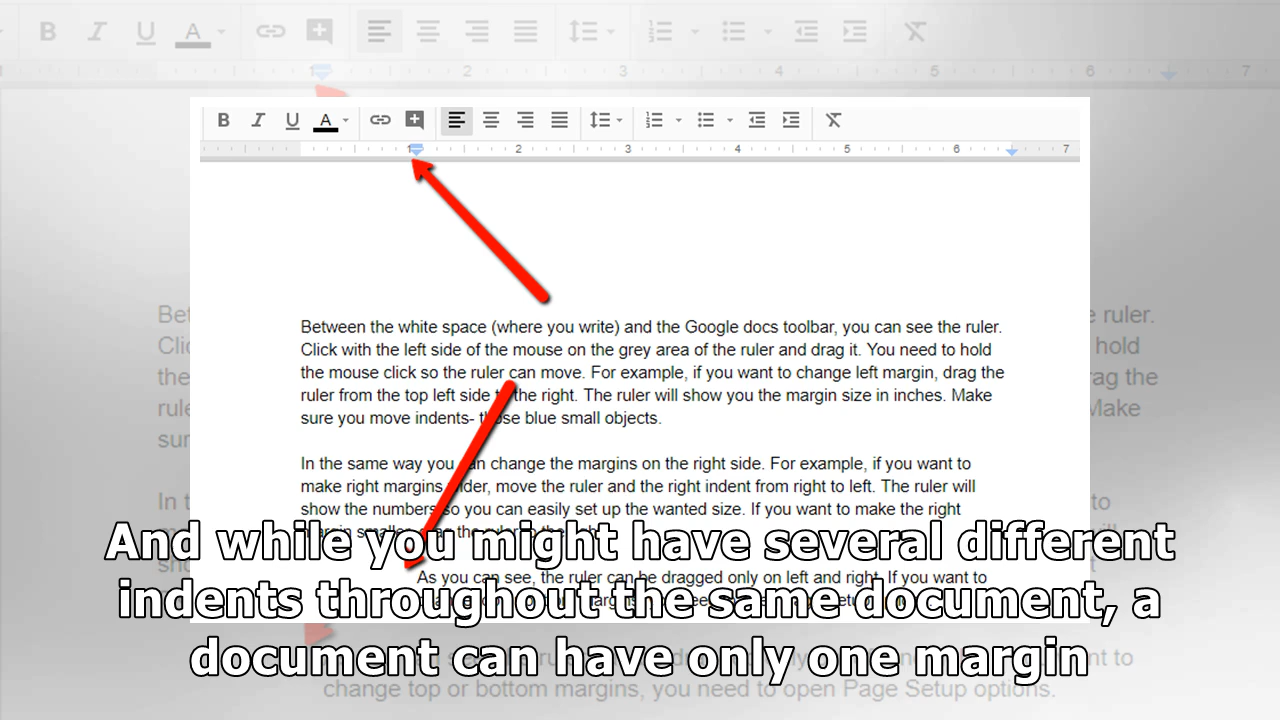 B I U A
1 2 3 4 5 6 7
Between the white space (where you write) and the Google docs toolbar, you can see the ruler.
Click with the left side of the mouse on the grey area of the ruler and drag it. You need to hold
the mouse click so the ruler can move. For example, if you want to change left margin, drag the
ruler from the top left side to the right. The ruler will show you the margin size in inches. Make
sure you move indents- those blue small objects.
In the same way you can change the margins on the right side. For example, if you want to
make right margins wider, move the ruler and the right indent from right to left. The ruler will
show the numbers so you can easily set up the wanted size. If you want to make the right
As you can see, the ruler can be dragged only on left and right. If you want to
And while you might have several different
indents throughout the same document, a
document can have only one margin
change top or bottom margins, you need to open Page Setup options.